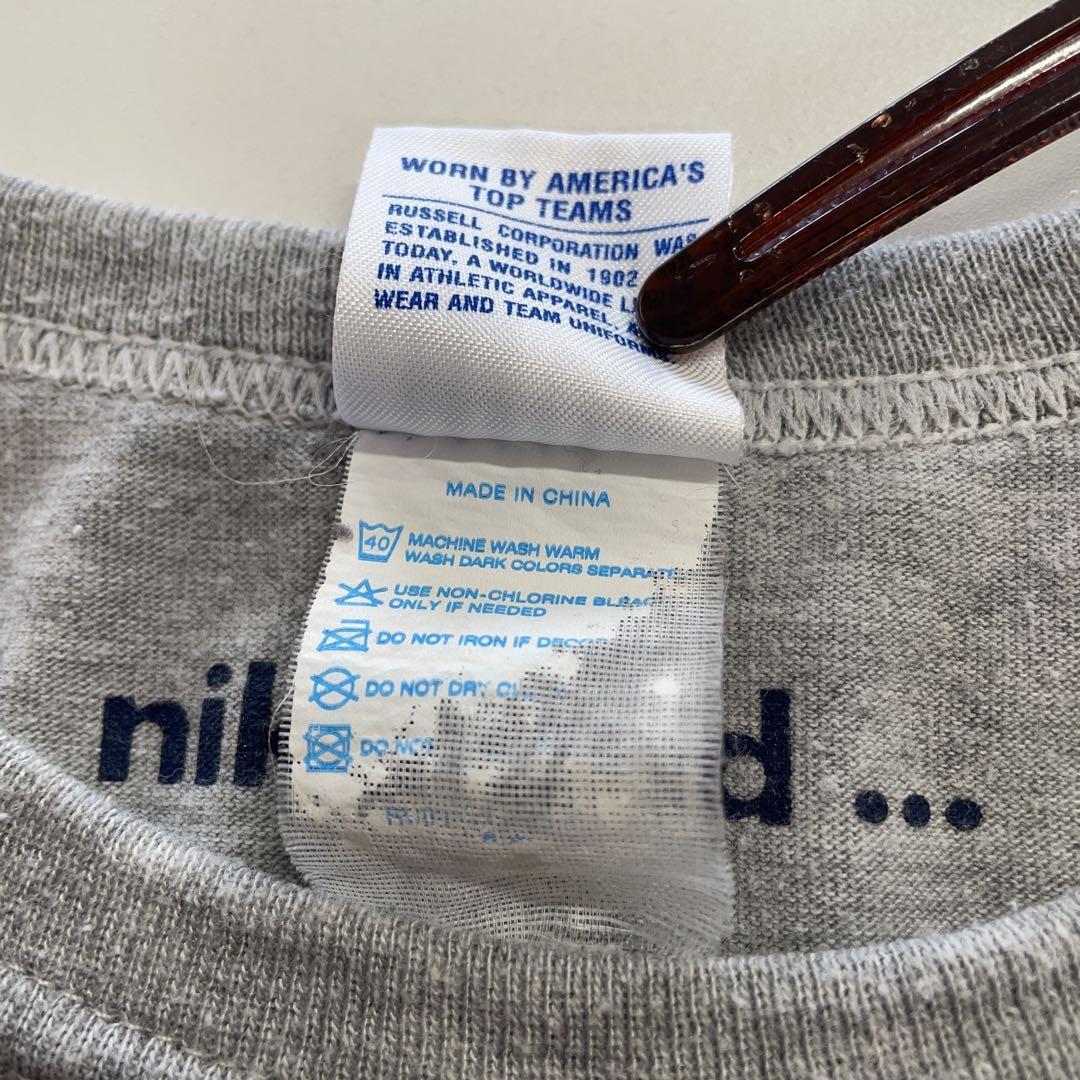 WORN BY AMERICA'S
TOP TEAMS
RUSSELL CORPORATION WAS
ESTABLISHED IN 1902
TODAY, A WORLDWIDE
IN ATHLETIC APPAREL,
WEAR AND TEAM UNIFORMS.
MADE IN CHINA
40 MACHINE WASH WARM
WASH DARK COLORS
USE NON-CHLORINE
ONLY IF NEEDED
DO NOT IRON IF
DO NOT DRY
DO NOT
...